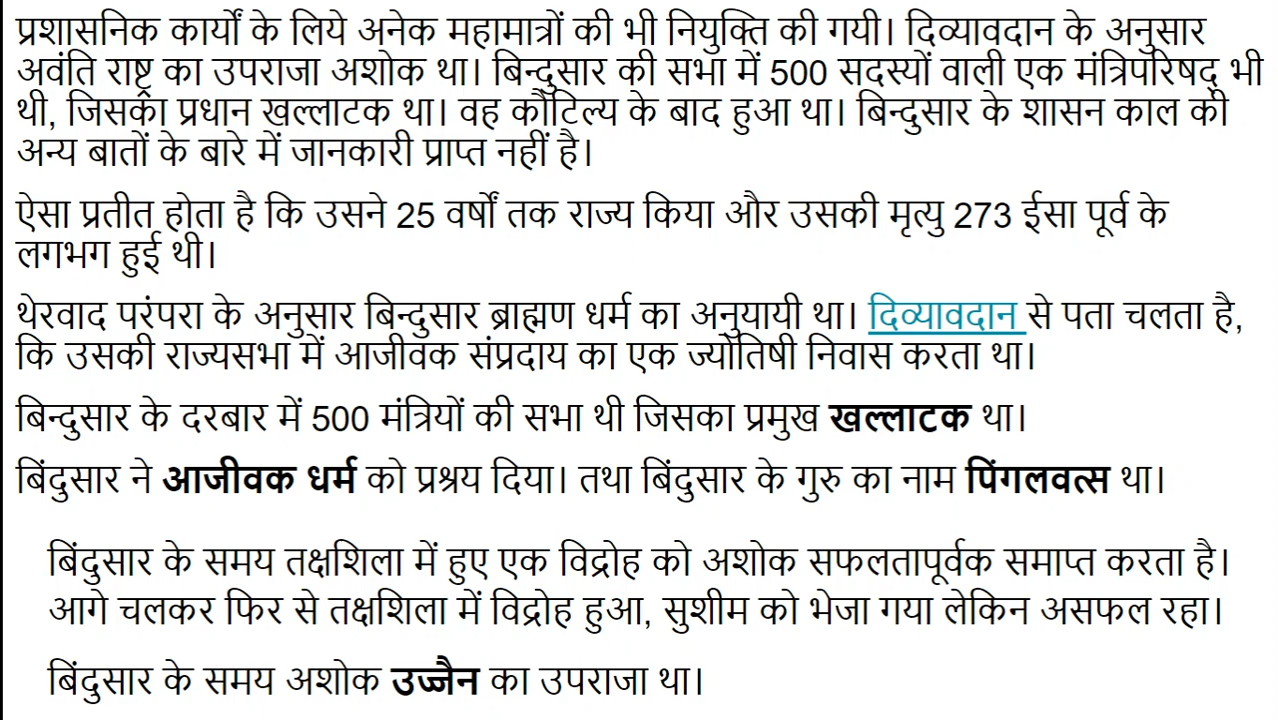 प्रशासनिक कार्यों के लिये अनेक महामात्रों की भी नियुक्ति की गयी। दिव्यावदान के अनुसार
अवंति राष्ट्र का उपराजा अशोक था। बिन्दुसार की सभा में 500 सदस्यों वाली एक मंत्रिपरिषद् भी
थी, जिसका प्रधान खल्लाटक था। वह कौटिल्य के बाद हुआ था। बिन्दुसार के शासन काल की
अन्य बातों के बारे में जानकारी प्राप्त नहीं है।
ऐसा प्रतीत होता है कि उसने 25 वर्षों तक राज्य किया और उसकी मृत्यु 273 ईसा पूर्व के
लगभग हुई थी।
थेरवाद परंपरा के अनुसार बिन्दुसार ब्राह्मण धर्म का अनुयायी था। दिव्यावदान से पता चलता है,
कि उसकी राज्यसभा में आजीवक संप्रदाय का एक ज्योतिषी निवास करता था।
बिन्दुसार के दरबार में 500 मंत्रियों की सभा थी जिसका प्रमुख खल्लाटक था।
बिंदुसार ने आजीवक धर्म को प्रश्रय दिया। तथा बिंदुसार के गुरु का नाम पिंगलवत्स था।
बिंदुसार के समय तक्षशिला में हुए एक विद्रोह को अशोक सफलतापूर्वक समाप्त करता है।
आगे चलकर फिर से तक्षशिला में विद्रोह हुआ, सुशीम को भेजा गया लेकिन असफल रहा।
बिंदुसार के समय अशोक उज्जैन का उपराजा था।